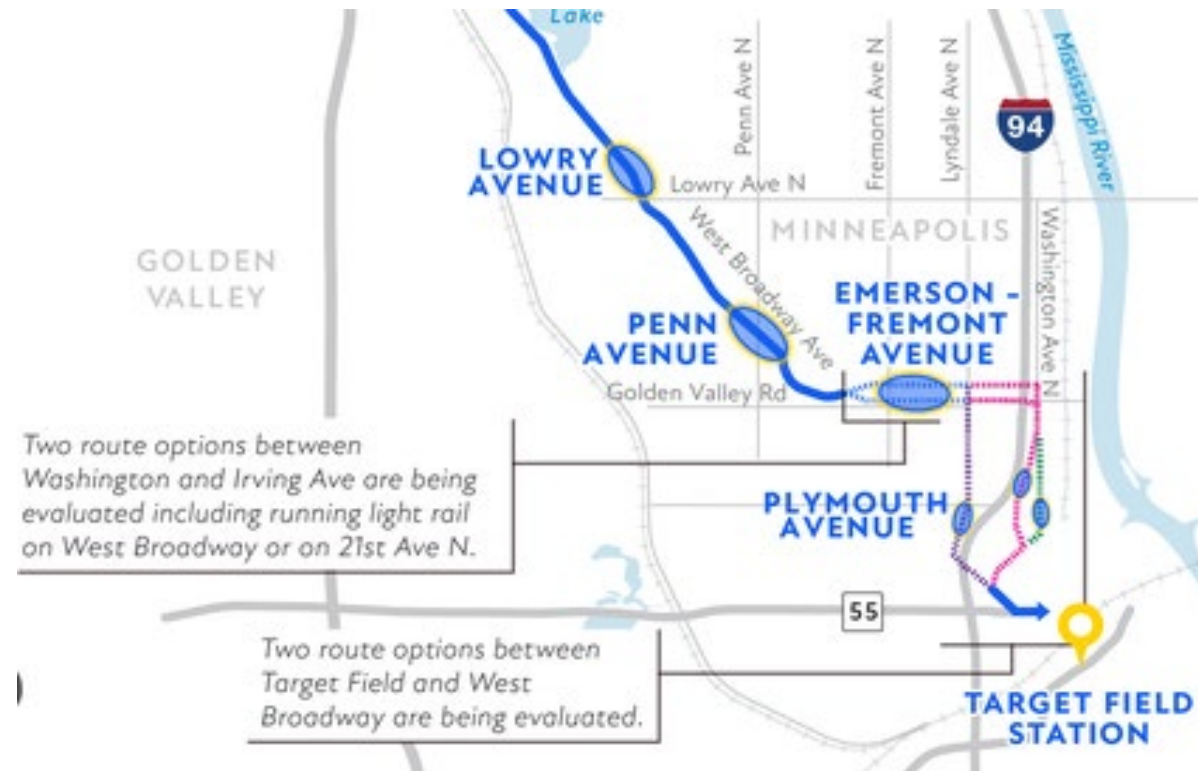 Lake
Penn Ave N
Fremont Ave N
Lyndale Ave N
94
Mississippi River
LOWRY
AVENUE
Lowry Ave N
West Broadway Ave
MINNEAPOLIS
Washington Ave N
GOLDEN
VALLEY
EMERSON -
FREMONT
AVENUE
PENN
AVENUE
Golden Valley Rd
Two route options between
Washington and Irving Ave are being
evaluated including running light rail
on West Broadway or on 21st Ave N.
PLYMOUTH
AVENUE
55
Two route options between
Target Field and West
Broadway are being evaluated.
TARGET FIELD
STATION